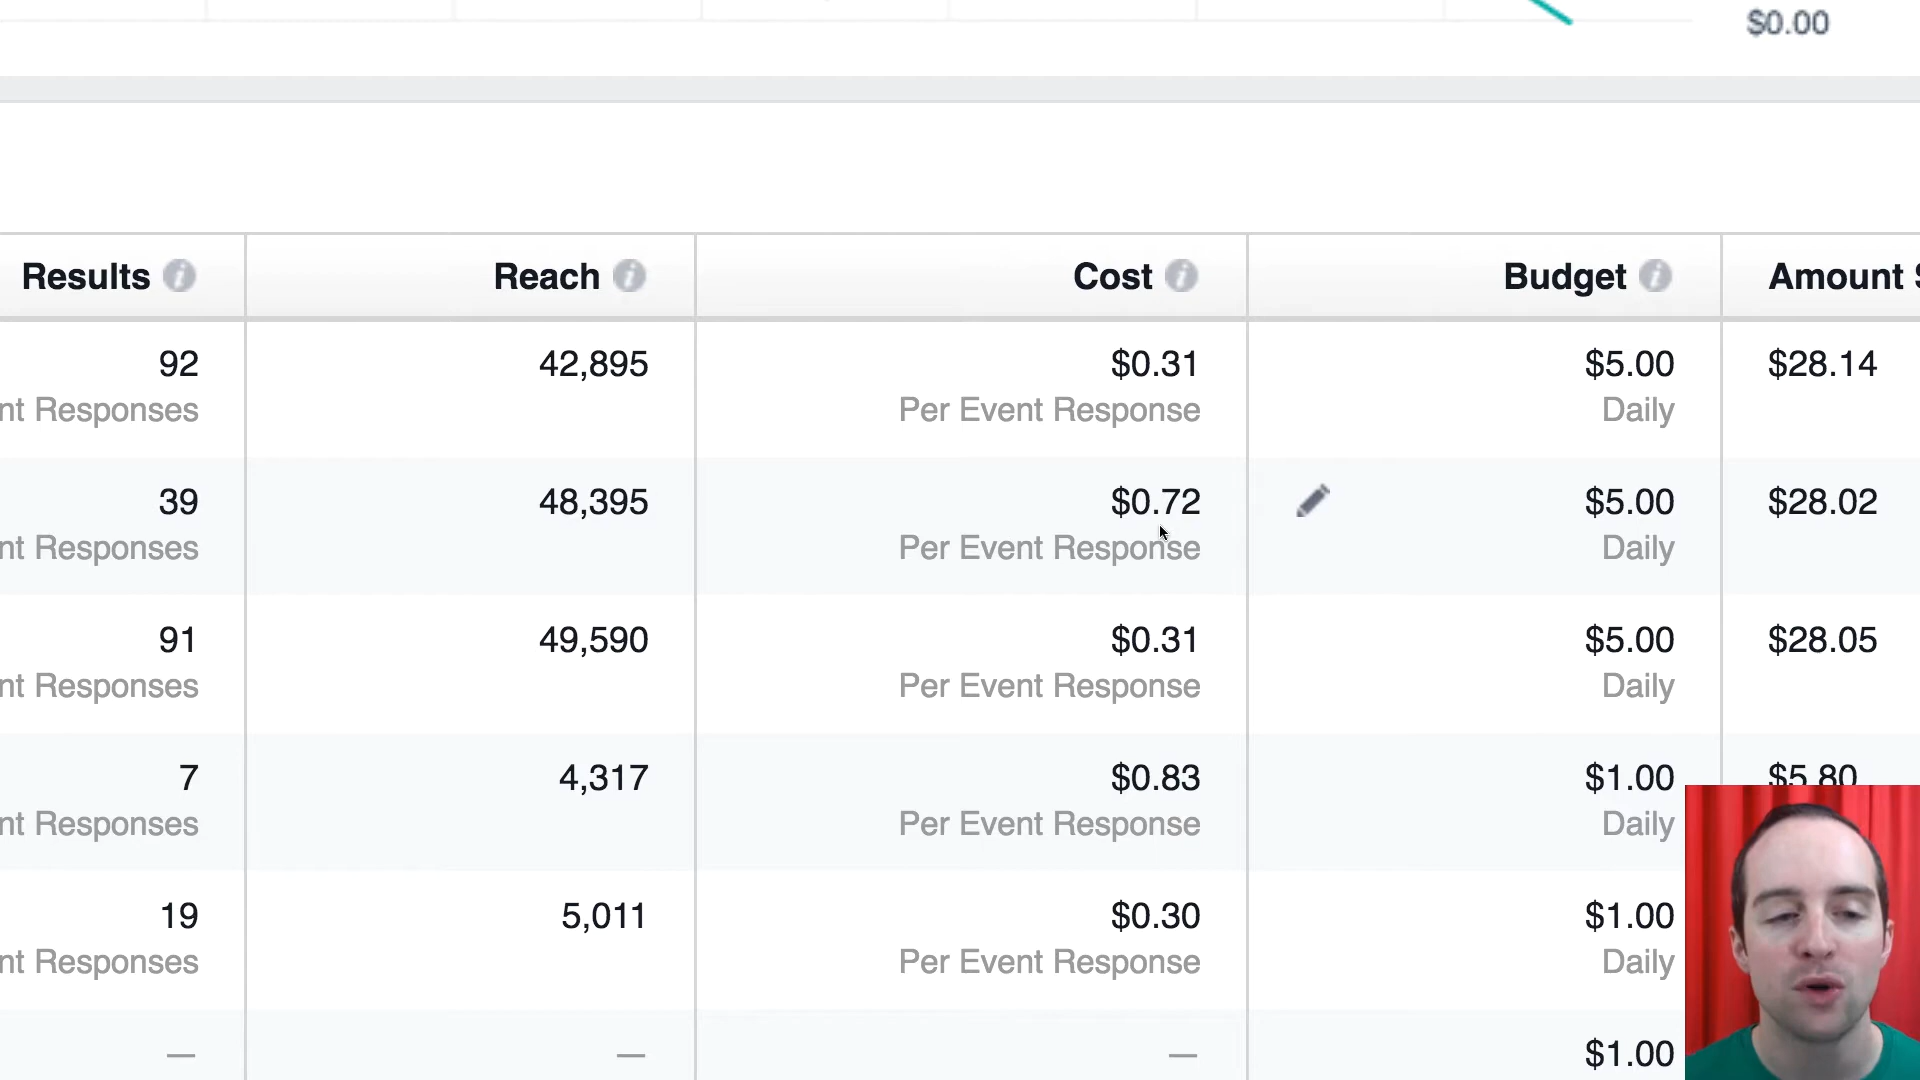 $0.00
Results Reach Cost Budget Amount
92 42,895 $0.31 $5.00 $28.14
nt Responses Per Event Response Daily
39 48,395 $0.72 $5.00 $28.02
nt Responses Per Event Response Daily
91 49,590 $0.31 $5.00 $28.05
nt Responses Per Event Response Daily
7 4,317 $0.83 $1.00 $5.80
nt Responses Per Event Response Daily
19 5,011 $0.30 $1.00
nt Responses Per Event Response Daily
— — — $1.00